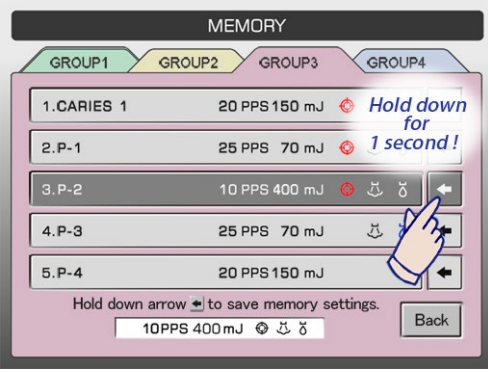 MEMORY
GROUP1 GROUP2 GROUP3 GROUP4
1.CARIES 1 20 PPS 150 mJ
2.P-1 25 PPS 70 mJ
3.P-2 10 PPS 400 mJ
4.P-3 25 PPS 70 mJ
5.P-4 20 PPS 150 mJ
Hold down
for
1 second !
Hold down arrow to save memory settings.
10PPS 400mJ
Back